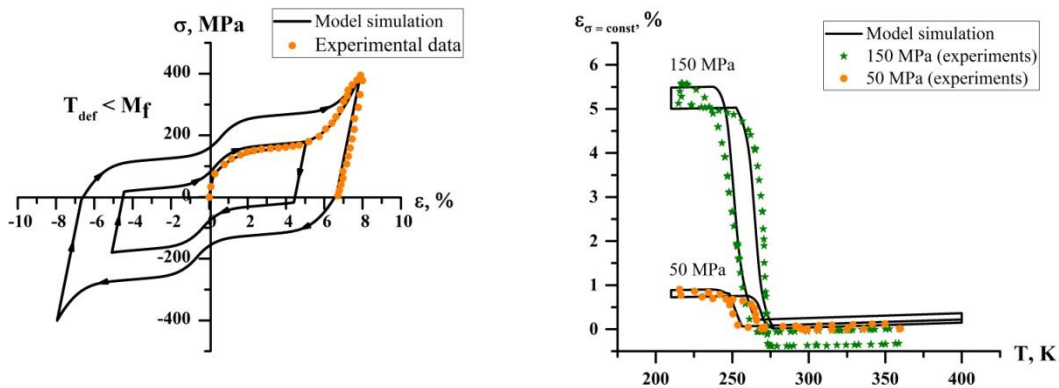 σ, MPa
Model simulation
Experimental data
400
T_def < M_f
200
0
-10 -8 -6 -4 -2 0 2 4 6 8 10
ε, %
-200
-400
ε_σ = const, %
Model simulation
150 MPa (experiments)
50 MPa (experiments)
6
150 MPa
5
4
3
2
50 MPa
1
0
T, K
200 250 300 350 400